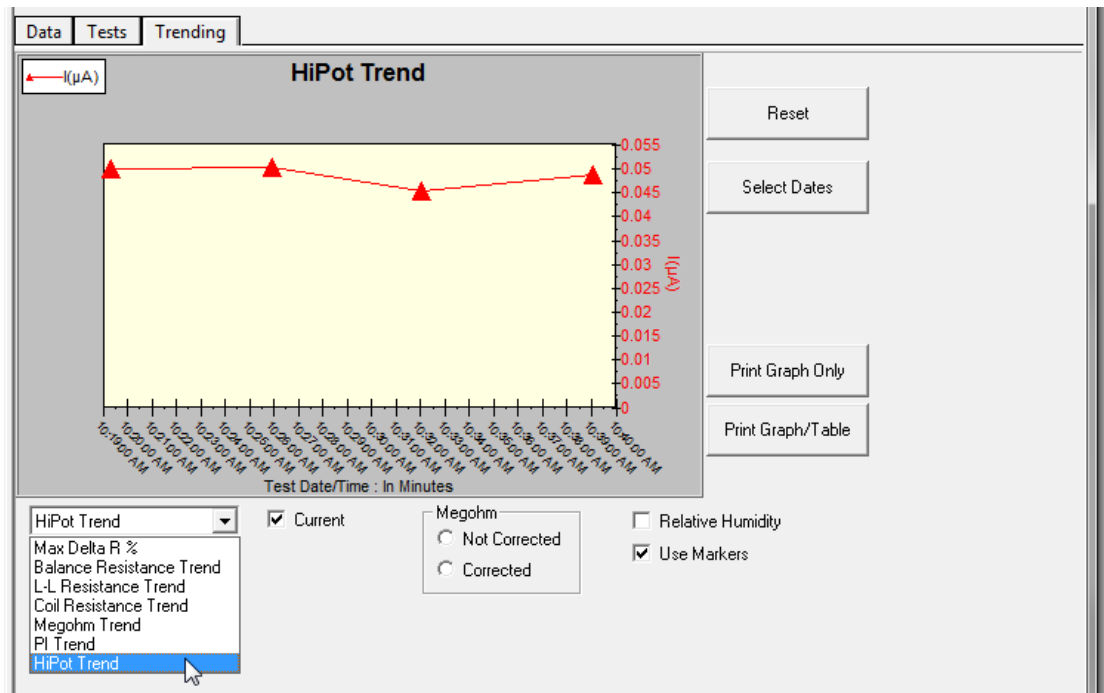 Data Tests Trending
I(µA)
HiPot Trend
Reset
Select Dates
Print Graph Only
Print Graph/Table
0.055
0.05
0.045
0.04
0.035
0.03
0.025
0.02
0.015
0.01
0.005
0
I(µA)
10:19:00 AM
10:20:00 AM
10:21:00 AM
10:22:00 AM
10:23:00 AM
10:24:00 AM
10:25:00 AM
10:26:00 AM
10:27:00 AM
10:28:00 AM
10:29:00 AM
10:30:00 AM
10:31:00 AM
10:32:00 AM
10:33:00 AM
10:34:00 AM
10:35:00 AM
10:36:00 AM
10:37:00 AM
10:38:00 AM
10:39:00 AM
10:40:00 AM
Test Date/Time : In Minutes
HiPot Trend
Max Delta R %
Balance Resistance Trend
L-L Resistance Trend
Coil Resistance Trend
Megohm Trend
PI Trend
HiPot Trend
Current
Megohm
Not Corrected
Corrected
Relative Humidity
Use Markers